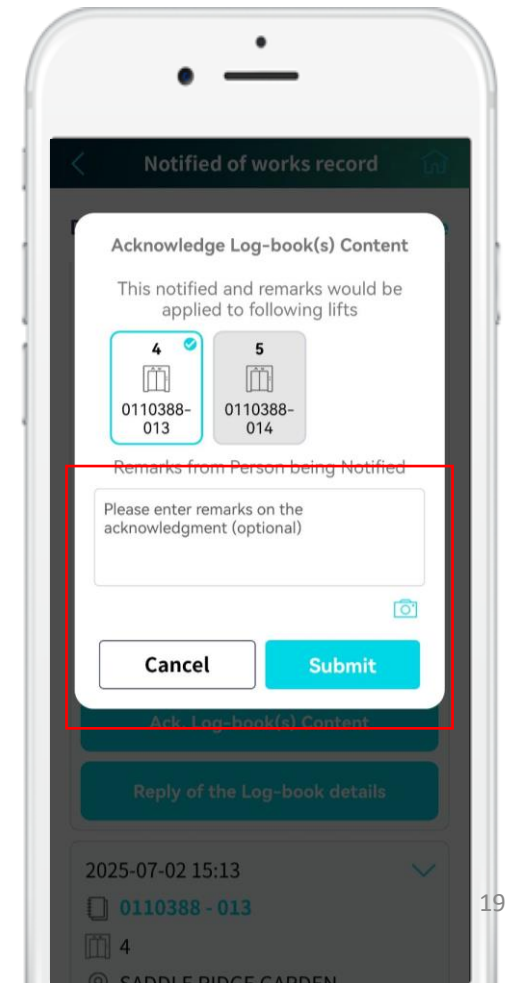 Notified of works record
Acknowledge Log-book(s) Content
This notified and remarks would be
applied to following lifts
4
5
0110388-
013
0110388-
014
Remarks from Person being Notified
Please enter remarks on the
acknowledgment (optional)
Cancel
Submit
Ack. Log-book(s) Content
Reply of the Log-book details
2025-07-02 15:13
0110388 - 013
4
SADDLE RIDGE GARDEN
19